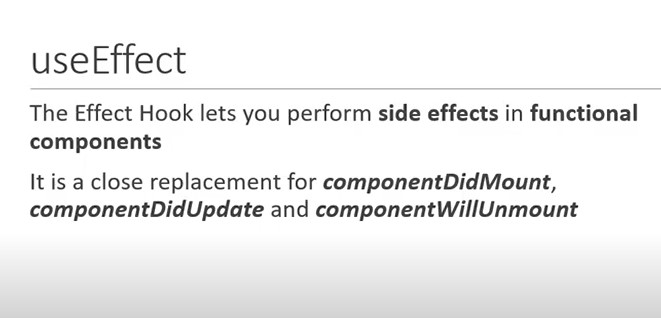 useEffect
The Effect Hook lets you perform side effects in functional
components
It is a close replacement for componentDidMount,
componentDidUpdate and componentWillUnmount